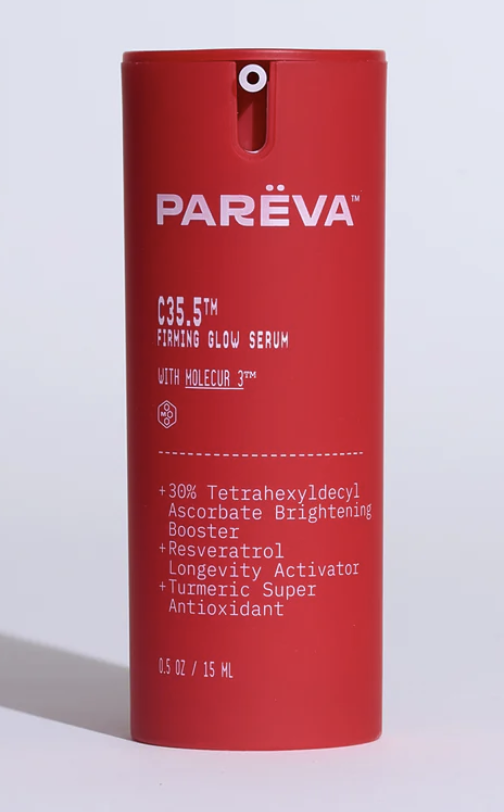 PARËVA™
C35.5™
FIRMING GLOW SERUM
WITH MOLECUR 3™
+30% Tetrahexyldecyl
Ascorbate Brightening
Booster
+Resveratrol
Longevity Activator
+Turmeric Super
Antioxidant
0.5 OZ / 15 ML